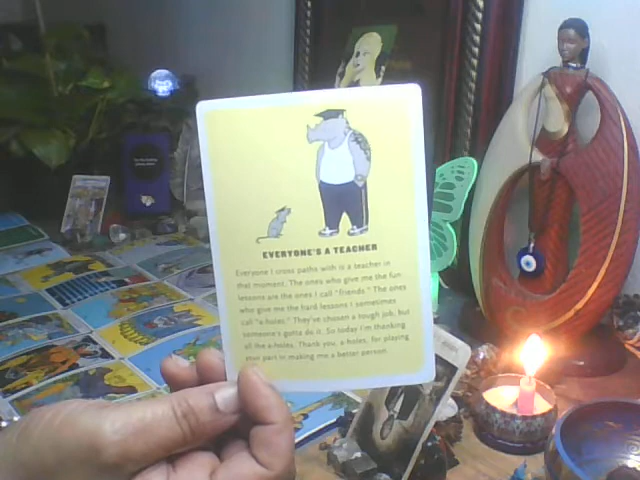 EVERYONE'S A TEACHER
Everyone I cross paths with is a teacher in
that moment. The ones who give me the fun
lessons are the ones I call "friends." The ones
who give me the hard lessons I sometimes
call "a-holes." They've chosen a tough job, but
someone's gotta do it. So today I'm thanking
all the a-holes. Thank you, a-holes, for playing
your part in making me a better person.